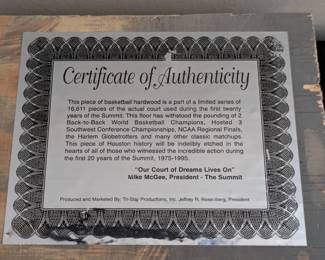 Certificate of Authenticity
This piece of basketball hardwood is a part of a limited series of
16,611 pieces of the actual court used during the first twenty
years of the Summit. This floor has withstood the pounding of 2
Back-to-Back World Basketball Champions, Hosted 3
Southwest Conference Championships, NCAA Regional Finals,
the Harlem Globetrotters and many other classic matchups.
This piece of Houston history will be indelibly etched in the
hearts of all of those who witnessed the incredible action during
the first 20 years of the Summit, 1975-1995.
"Our Court of Dreams Lives On"
Mike McGee, President - The Summit
Produced and Marketed By: Tri-Star Productions, Inc. Jeffrey R. Rosenberg, President